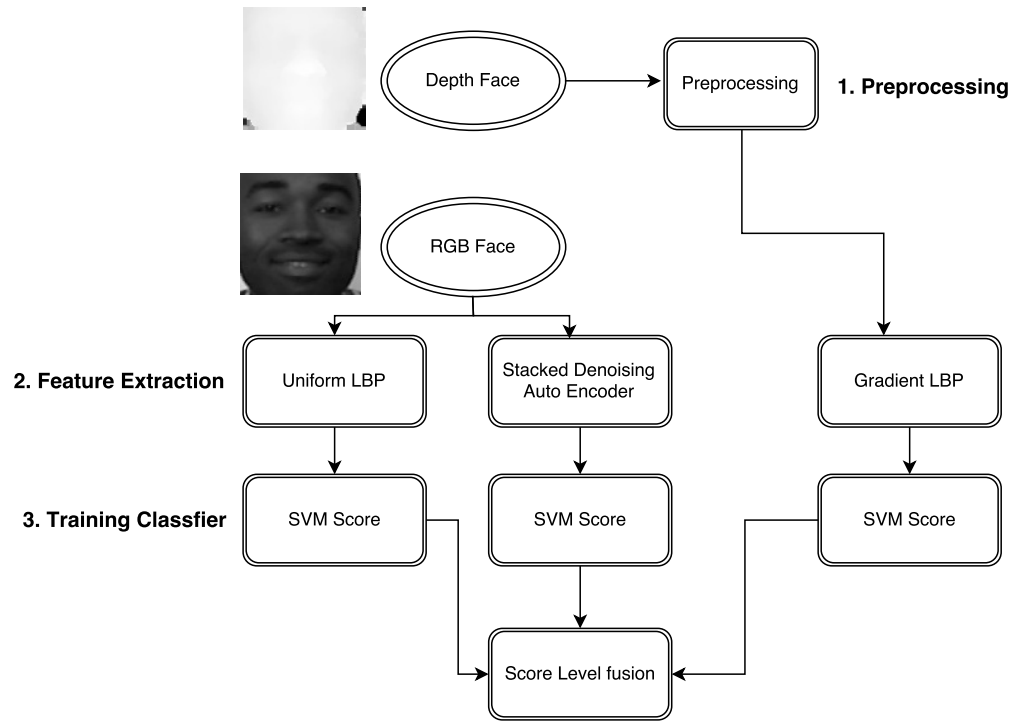 Depth Face
Preprocessing
1. Preprocessing
RGB Face
2. Feature Extraction
Uniform LBP
Stacked Denoising
Auto Encoder
Gradient LBP
3. Training Classfier
SVM Score
SVM Score
SVM Score
Score Level fusion